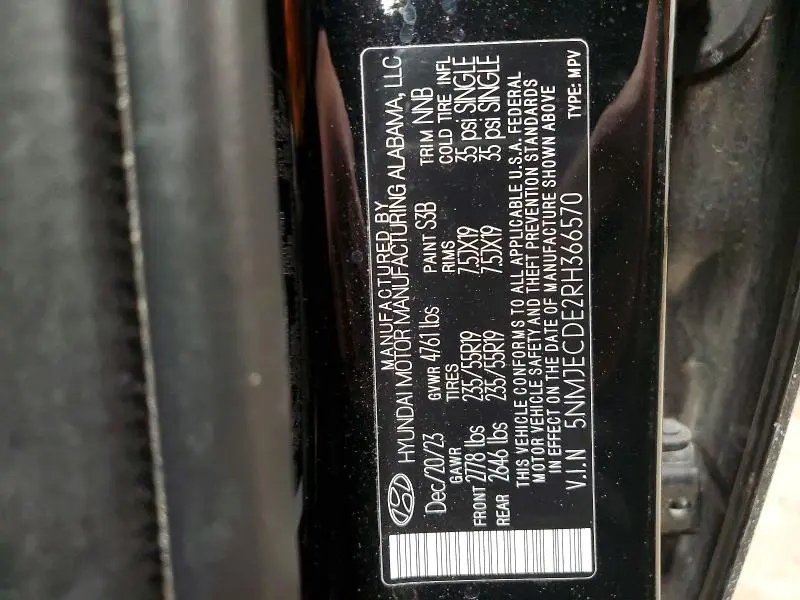 MANUFACTURED BY
HYUNDAI MOTOR MANUFACTURING ALABAMA, LLC
Dec/20/23 GVWR 4761 lbs PAINT S3B TRIM NNB
GAWR TIRES RIMS COLD TIRE INFL
FRONT 2778 lbs 235/55R19 7.5JX19 35 psi SINGLE
REAR 2646 lbs 235/55R19 7.5JX19 35 psi SINGLE
THIS VEHICLE CONFORMS TO ALL APPLICABLE U.S.A. FEDERAL
MOTOR VEHICLE SAFETY AND THEFT PREVENTION STANDARDS
IN EFFECT ON THE DATE OF MANUFACTURE SHOWN ABOVE
V.I.N 5NMJECDE2RH366570 TYPE: MPV